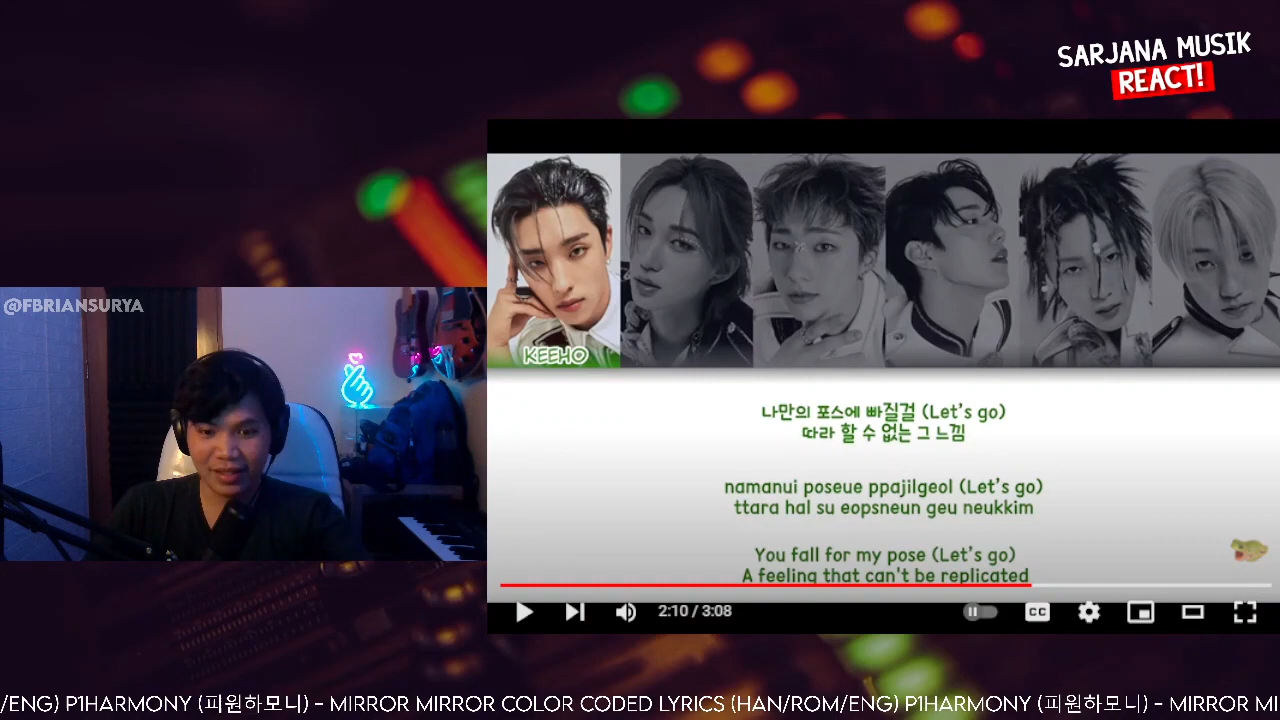 SARJANA MUSIK
REACT!
@FBRIANSURYA
KEEHO
나만의 포스에 빠질걸 (Let's go)
따라 할 수 없는 그 느낌
namanui poseue ppajilgeol (Let's go)
ttara hal su eopsneun geu neukkim
You fall for my pose (Let's go)
A feeling that can't be replicated
2:10 / 3:08
CC
/ENG) P1HARMONY (피원하모니) - MIRROR MIRROR COLOR CODED LYRICS (HAN/ROM/ENG) P1HARMONY (피원하모니) - MIRROR MI